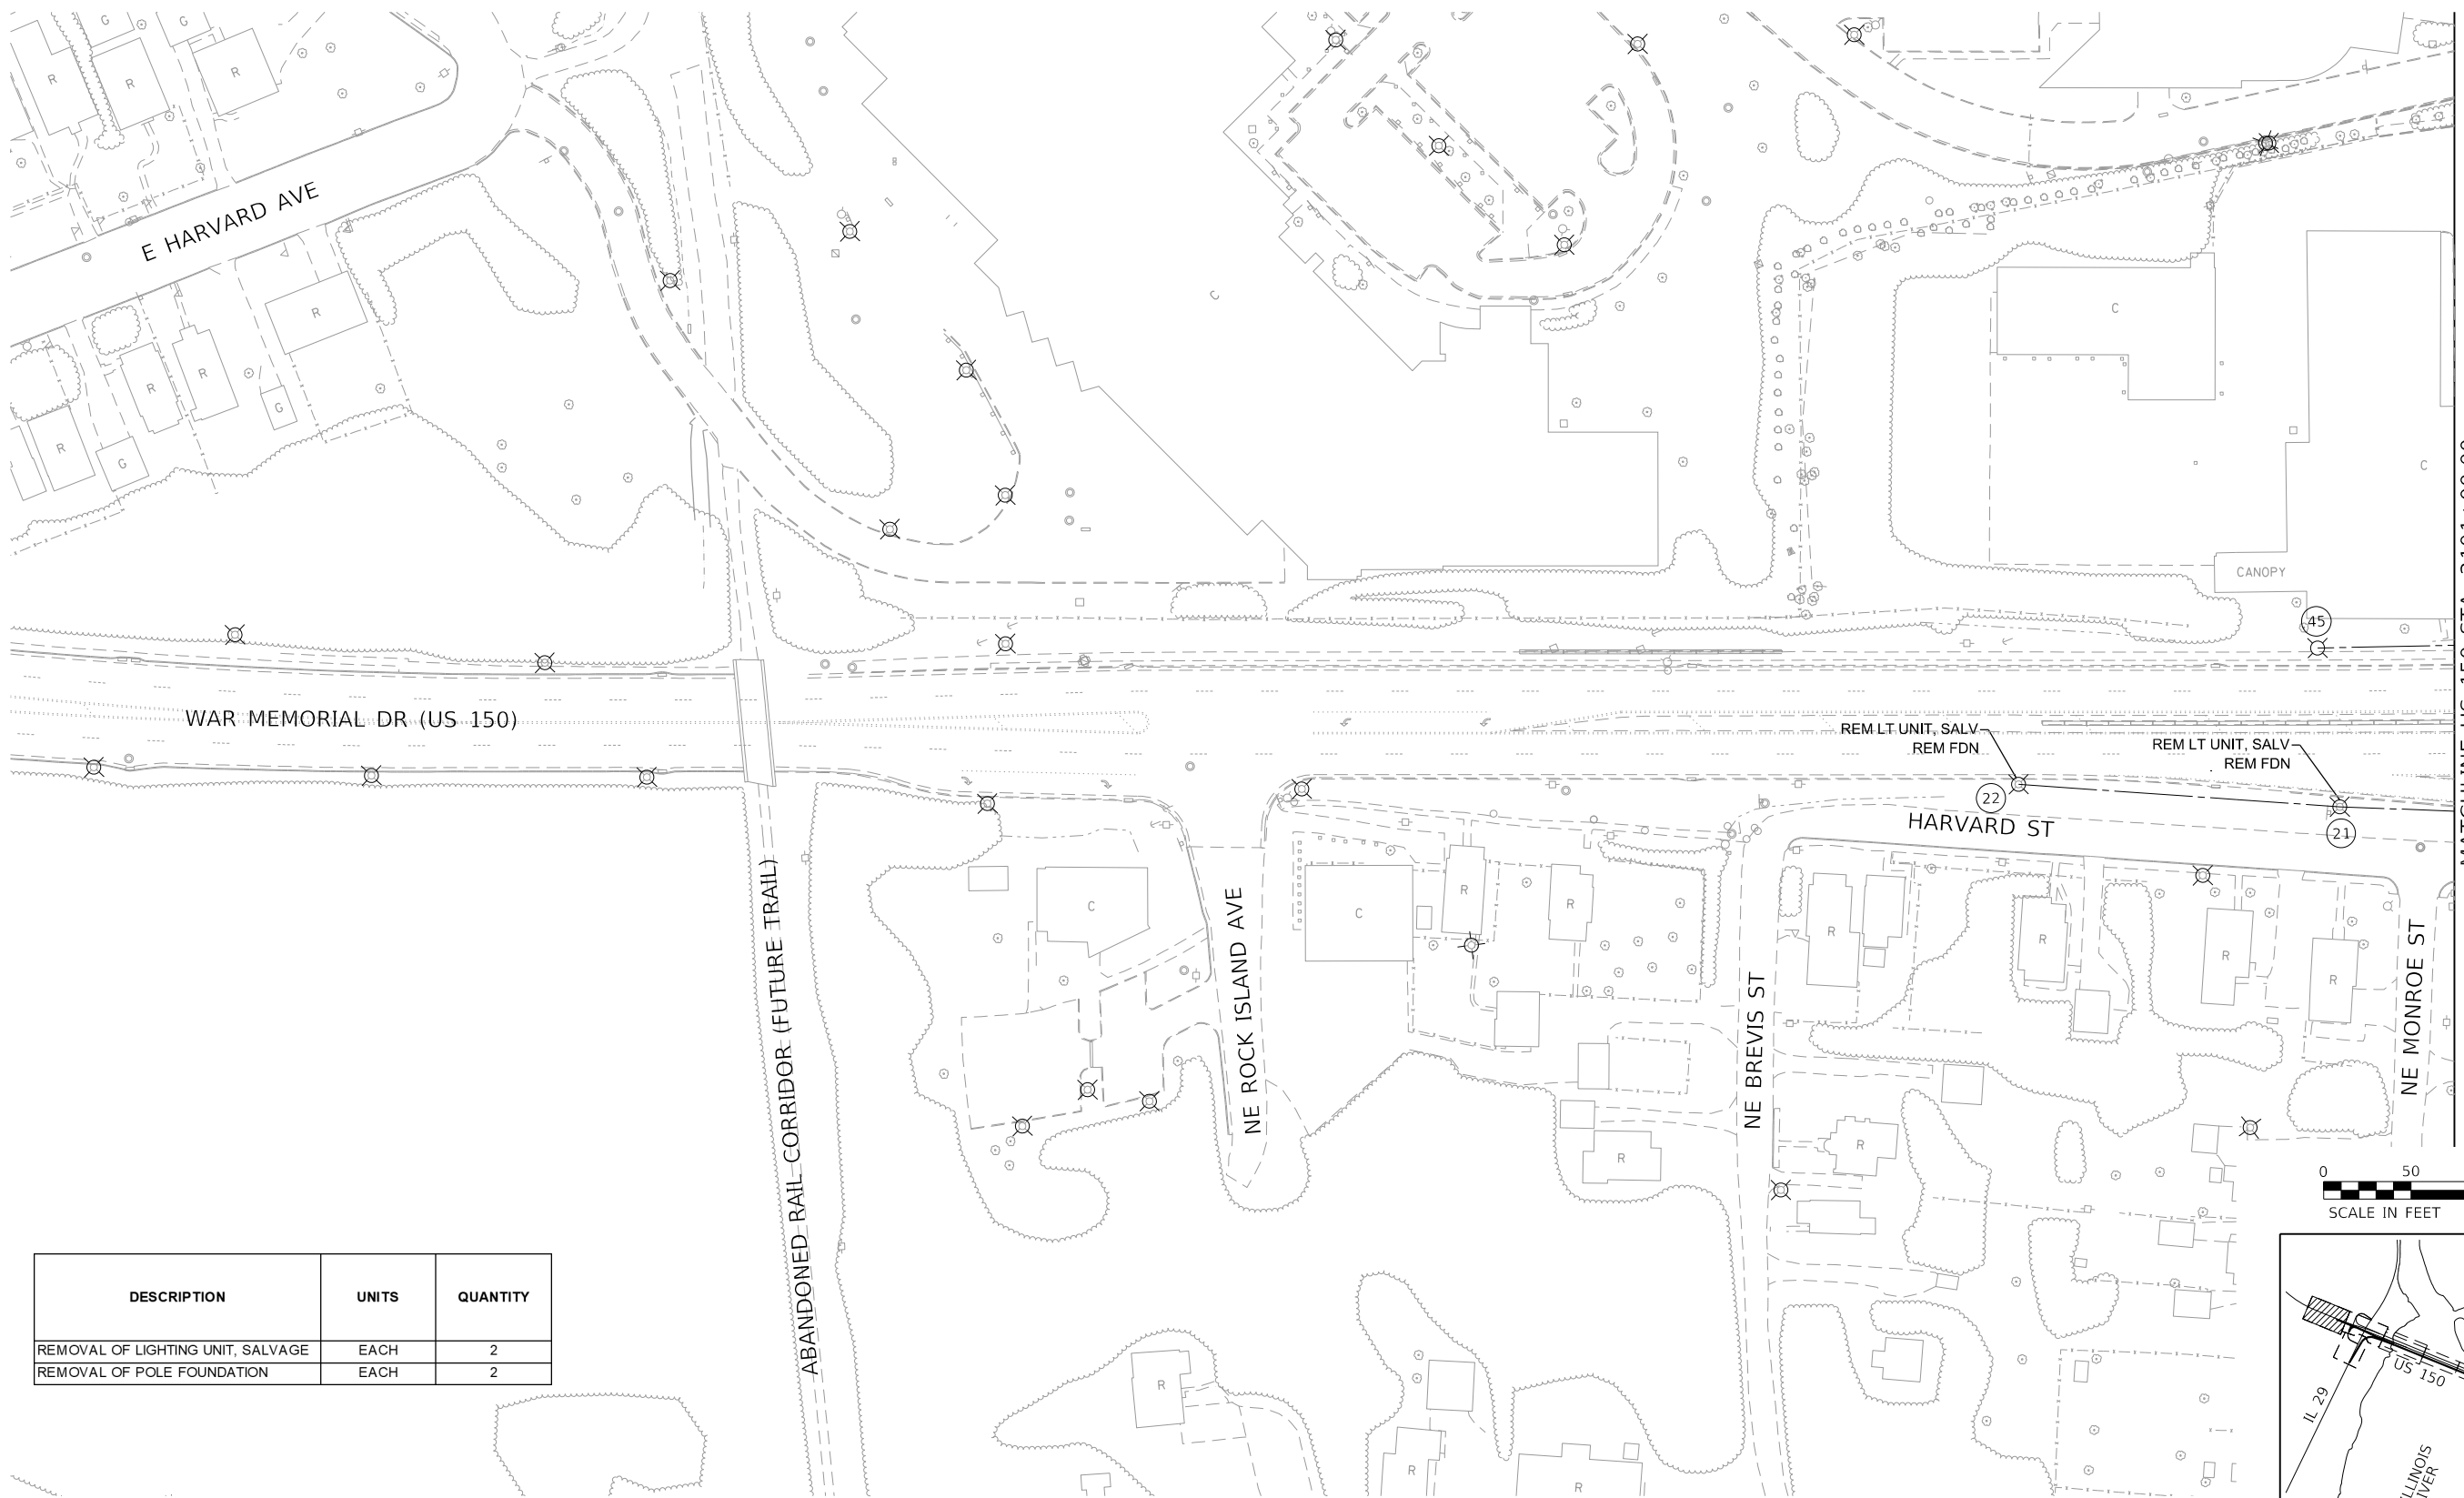 E HARVARD AVE
R
R
R
G
G
R
R
R
R
G
G
C
C
C
CANOPY
45
WAR MEMORIAL DR (US 150)
REM LT UNIT, SALV
REM FDN
REM LT UNIT, SALV
REM FDN
22
21
HARVARD ST
ABANDONED RAIL CORRIDOR (FUTURE TRAIL)
C
NE ROCK ISLAND AVE
C
R
R
NE BREVIS ST
R
R
R
R
NE MONROE ST
R
R
R
R
R
0 50
SCALE IN FEET
DESCRIPTION UNITS QUANTITY
REMOVAL OF LIGHTING UNIT, SALVAGE EACH 2
REMOVAL OF POLE FOUNDATION EACH 2
US 150
IL 29